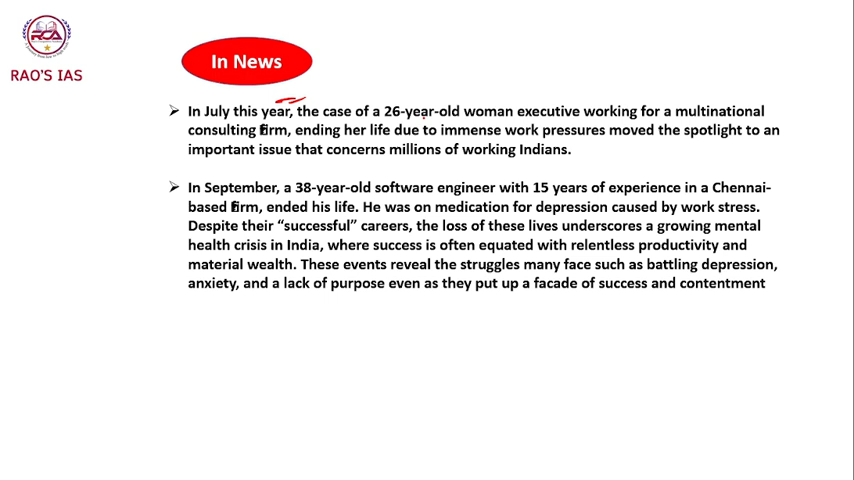 RCA
RAO'S IAS
In News
➢ In July this year, the case of a 26-year-old woman executive working for a multinational
consulting firm, ending her life due to immense work pressures moved the spotlight to an
important issue that concerns millions of working Indians.
➢ In September, a 38-year-old software engineer with 15 years of experience in a Chennai-
based firm, ended his life. He was on medication for depression caused by work stress.
Despite their “successful” careers, the loss of these lives underscores a growing mental
health crisis in India, where success is often equated with relentless productivity and
material wealth. These events reveal the struggles many face such as battling depression,
anxiety, and a lack of purpose even as they put up a facade of success and contentment